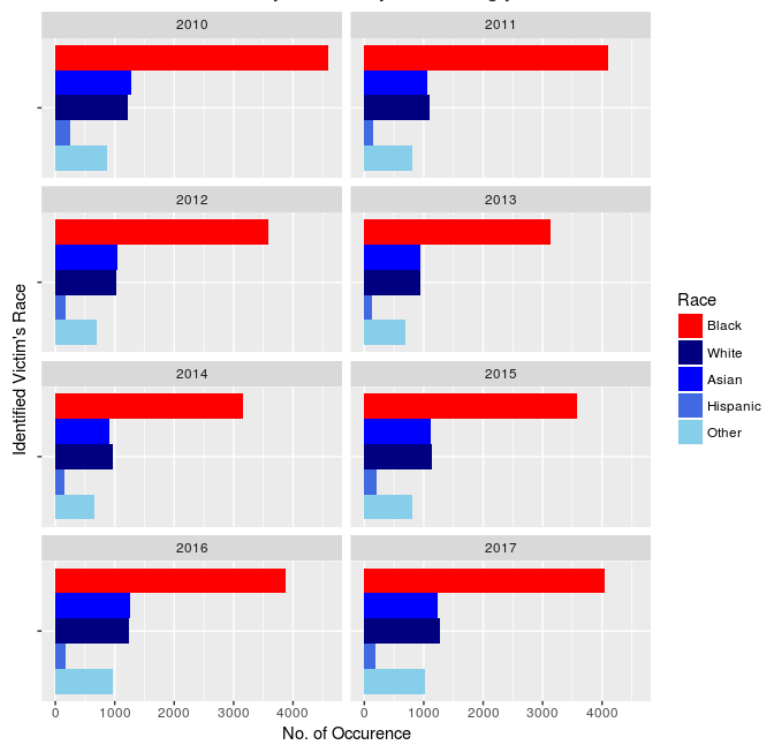 2010
2011
2012
2013
2014
2015
2016
2017
Identified Victim's Race
0 1000 2000 3000 4000
0 1000 2000 3000 4000
No. of Occurence
Race
Black
White
Asian
Hispanic
Other